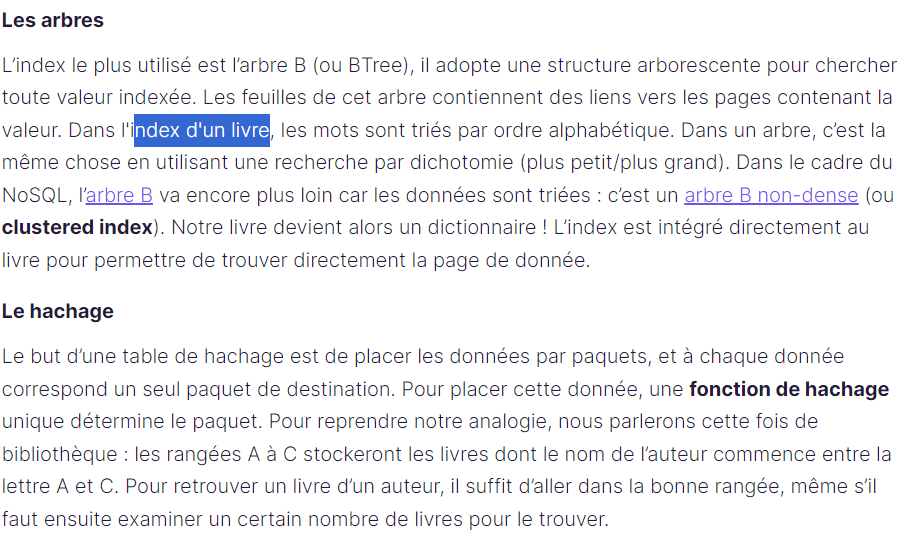 Les arbres
L’index le plus utilisé est l’arbre B (ou BTree), il adopte une structure arborescente pour chercher
toute valeur indexée. Les feuilles de cet arbre contiennent des liens vers les pages contenant la
valeur. Dans l'index d'un livre, les mots sont triés par ordre alphabétique. Dans un arbre, c’est la
même chose en utilisant une recherche par dichotomie (plus petit/plus grand). Dans le cadre du
NoSQL, l’arbre B va encore plus loin car les données sont triées : c’est un arbre B non-dense (ou
clustered index). Notre livre devient alors un dictionnaire ! L’index est intégré directement au
livre pour permettre de trouver directement la page de donnée.
Le hachage
Le but d’une table de hachage est de placer les données par paquets, et à chaque donnée
correspond un seul paquet de destination. Pour placer cette donnée, une fonction de hachage
unique détermine le paquet. Pour reprendre notre analogie, nous parlerons cette fois de
bibliothèque : les rangées A à C stockeront les livres dont le nom de l’auteur commence entre la
lettre A et C. Pour retrouver un livre d’un auteur, il suffit d’aller dans la bonne rangée, même s’il
faut ensuite examiner un certain nombre de livres pour le trouver.